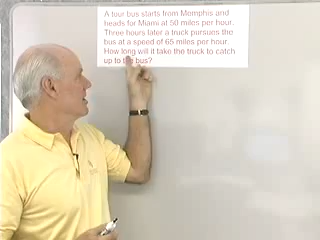 A tour bus starts from Memphis and
heads for Miami at 50 miles per hour.
Three hours later a truck pursues the
bus at a speed of 65 miles per hour.
How long will it take the truck to catch
up to the bus?